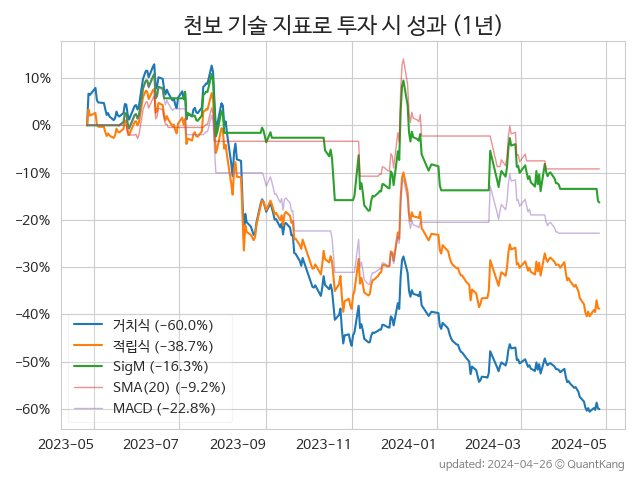 천보 기술 지표로 투자 시 성과 (1년)
10%
0%
−10%
−20%
−30%
−40%
−50%
−60%
거치식 (−60.0%)
적립식 (−38.7%)
SigM (−16.3%)
SMA(20) (−9.2%)
MACD (−22.8%)
2023-05 2023-07 2023-09 2023-11 2024-01 2024-03 2024-05
updated: 2024-04-26 © QuantKang